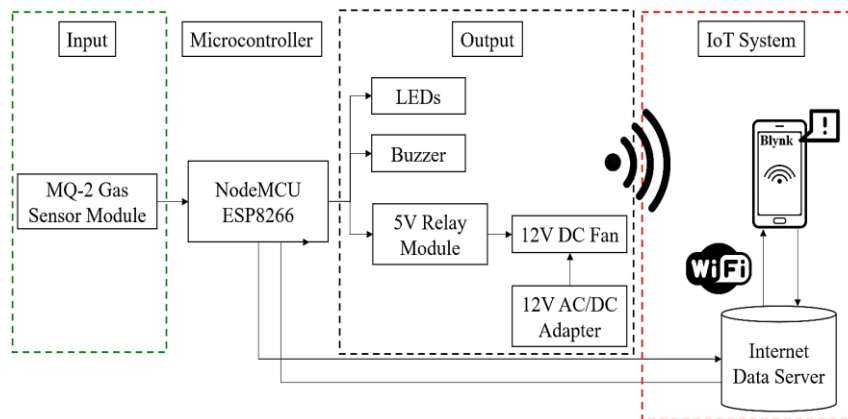 Input
Microcontroller
Output
IoT System
LEDs
Buzzer
MQ-2 Gas
Sensor Module
NodeMCU
ESP8266
5V Relay
Module
12V DC Fan
12V AC/DC
Adapter
!
Blynk
WiFi
Internet
Data Server